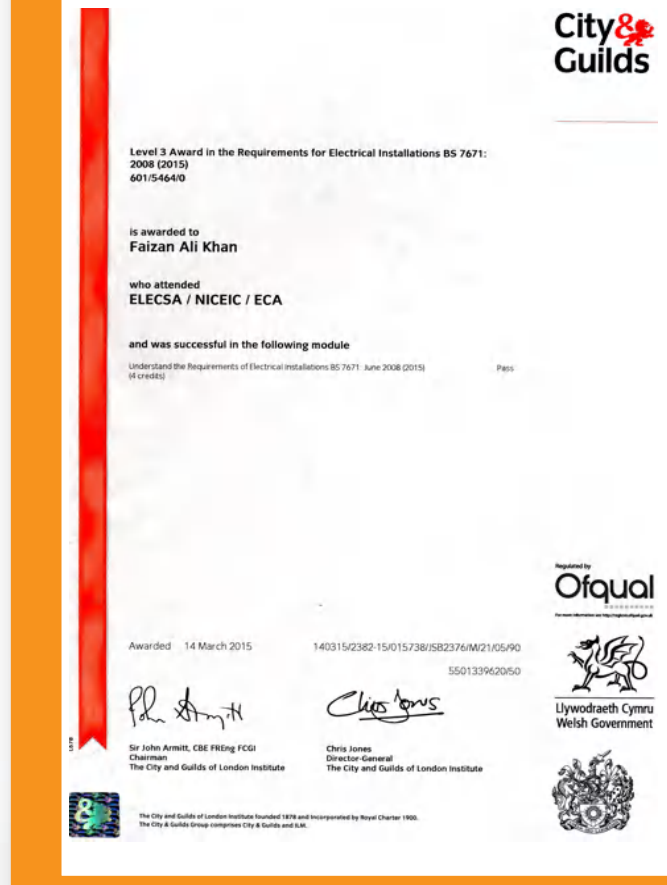 City&
Guilds
Level 3 Award in the Requirements for Electrical Installations BS 7671:
2008 (2015)
601/5464/0
is awarded to
Faizan Ali Khan
who attended
ELECSA / NICEIC / ECA
and was successful in the following module
Understand the Requirements of Electrical Installations BS 7671: June 2008 (2015) Pass
(4 credits)
Regulated by
Ofqual
Awarded 14 March 2015 140315/2382-15/015738/JSB2376/M/21/05/90
5501339620/50
Llywodraeth Cymru
Welsh Government
Sir John Armitt, CBE FREng FCGI
Chairman
The City and Guilds of London Institute
Chris Jones
Director-General
The City and Guilds of London Institute
The City and Guilds of London Institute founded 1878 and Incorporated by Royal Charter 1900.
The City & Guilds Group comprises City & Guilds and ILM.